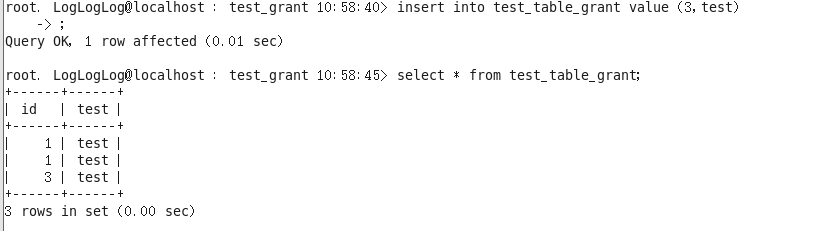 root. LogLogLog@localhost : test_grant 10:58:40> insert into test_table_grant value (3,test)
    -> ;
Query OK, 1 row affected (0.01 sec)
root. LogLogLog@localhost : test_grant 10:58:45> select * from test_table_grant;
+------+------+
| id   | test |
+------+------+
|    1 | test |
|    1 | test |
|    3 | test |
+------+------+
3 rows in set (0.00 sec)